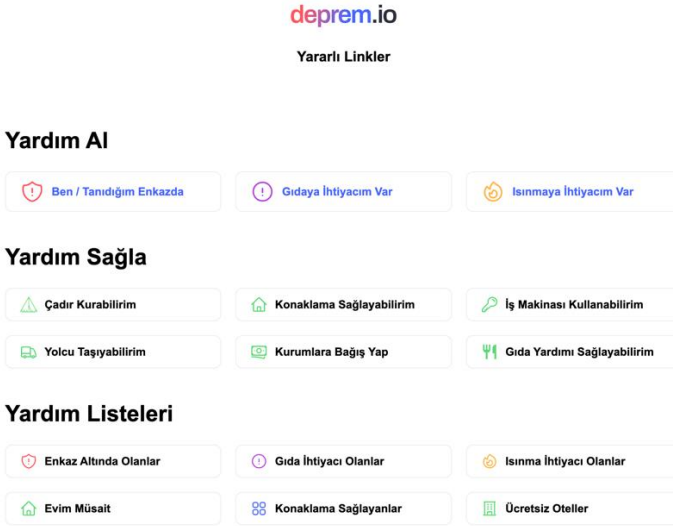 deprem.io
Yararlı Linkler
Yardım Al
Ben / Tanıdığım Enkazda
Gıdaya İhtiyacım Var
Isınmaya İhtiyacım Var
Yardım Sağla
Çadır Kurabilirim
Konaklama Sağlayabilirim
İş Makinası Kullanabilirim
Yolcu Taşıyabilirim
Kurumlara Bağış Yap
Gıda Yardımı Sağlayabilirim
Yardım Listeleri
Enkaz Altında Olanlar
Gıda İhtiyacı Olanlar
Isınma İhtiyacı Olanlar
Evim Müsait
Konaklama Sağlayanlar
Ücretsiz Oteller